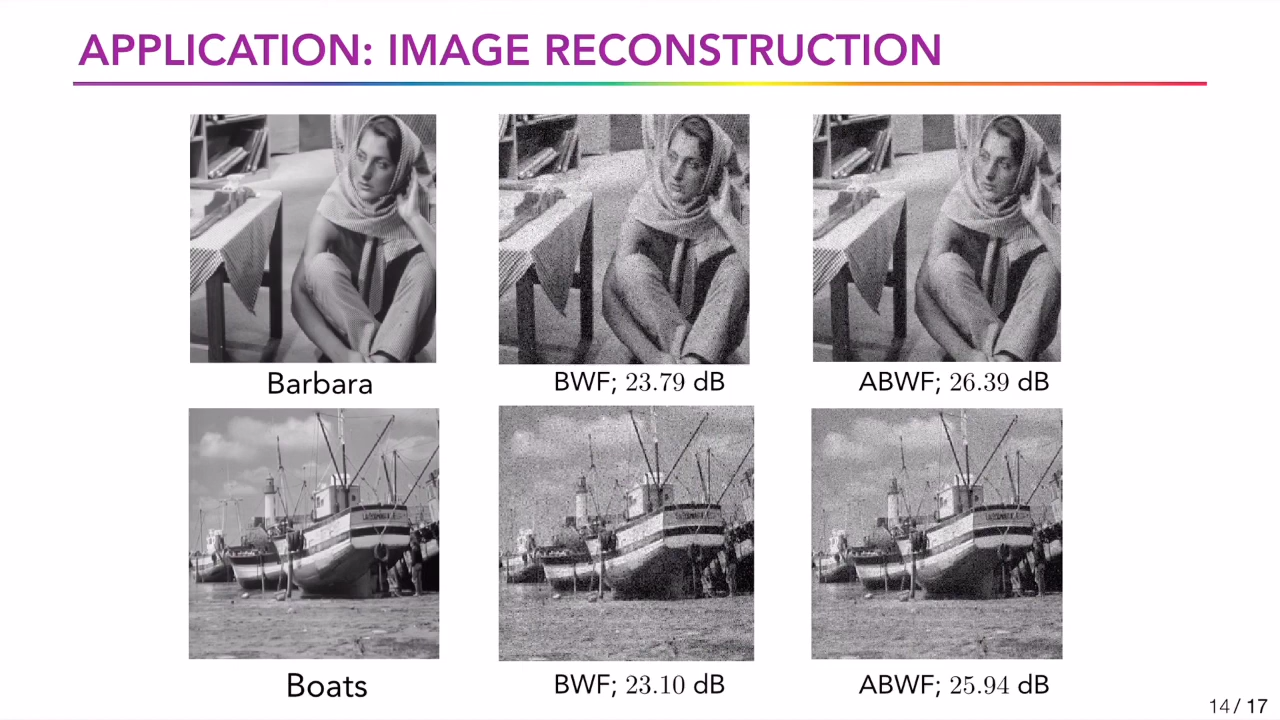 APPLICATION: IMAGE RECONSTRUCTION
Barbara
BWF; 23.79 dB
ABWF; 26.39 dB
Boats
BWF; 23.10 dB
ABWF; 25.94 dB
14 / 17